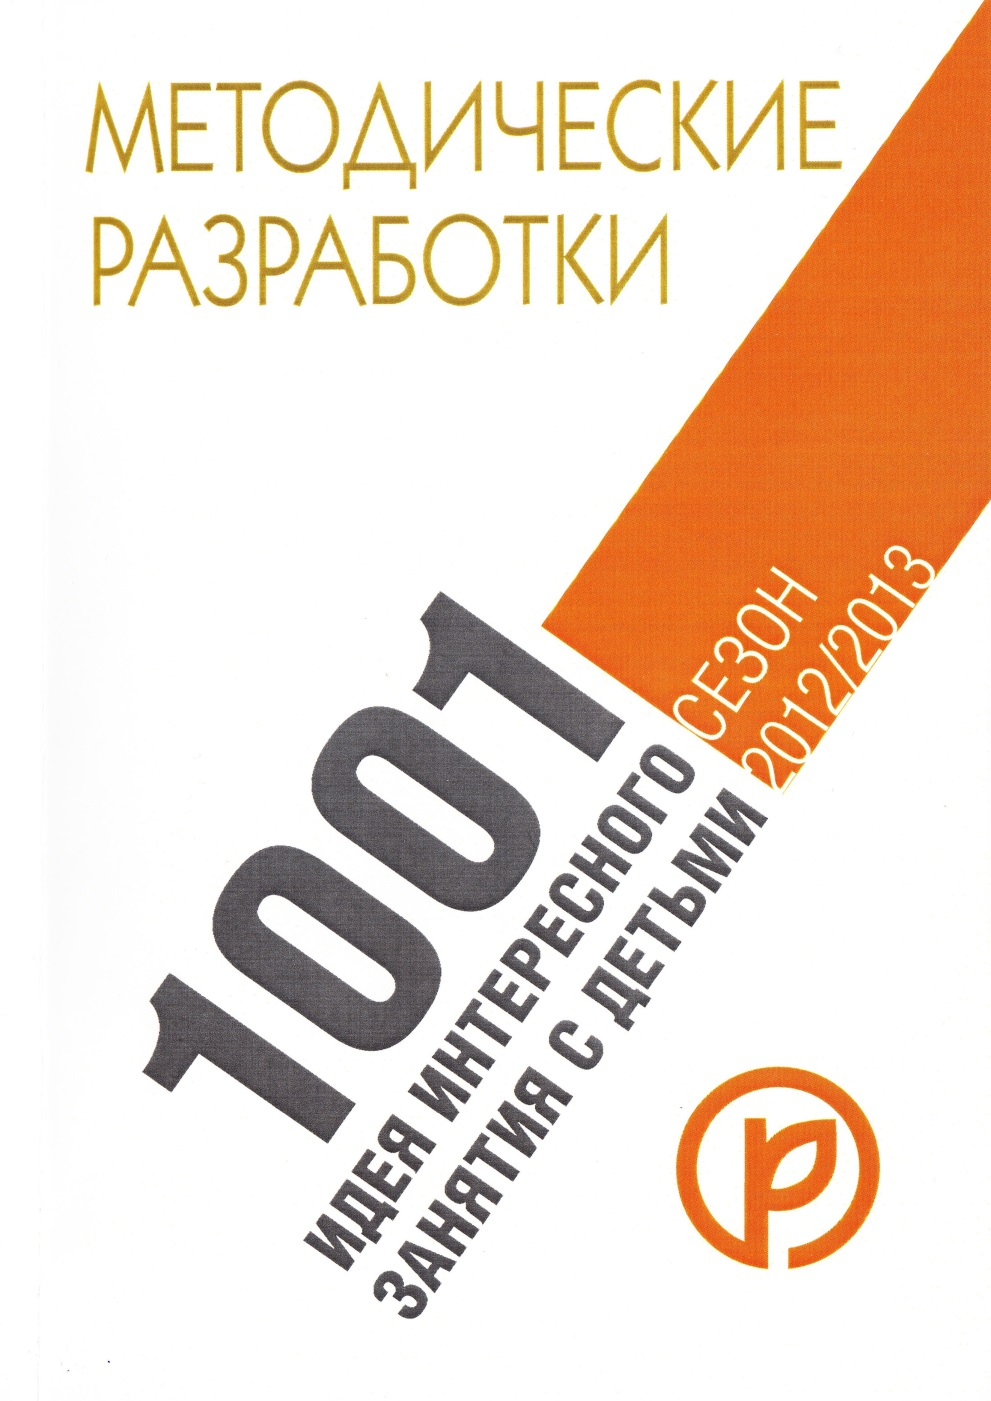 МЕТОДИЧЕСКИЕ
РАЗРАБОТКИ
1001
ИДЕЯ ИНТЕРЕСНОГО
ЗАНЯТИЯ С ДЕТЬМИ
СЕЗОН
2012/2013